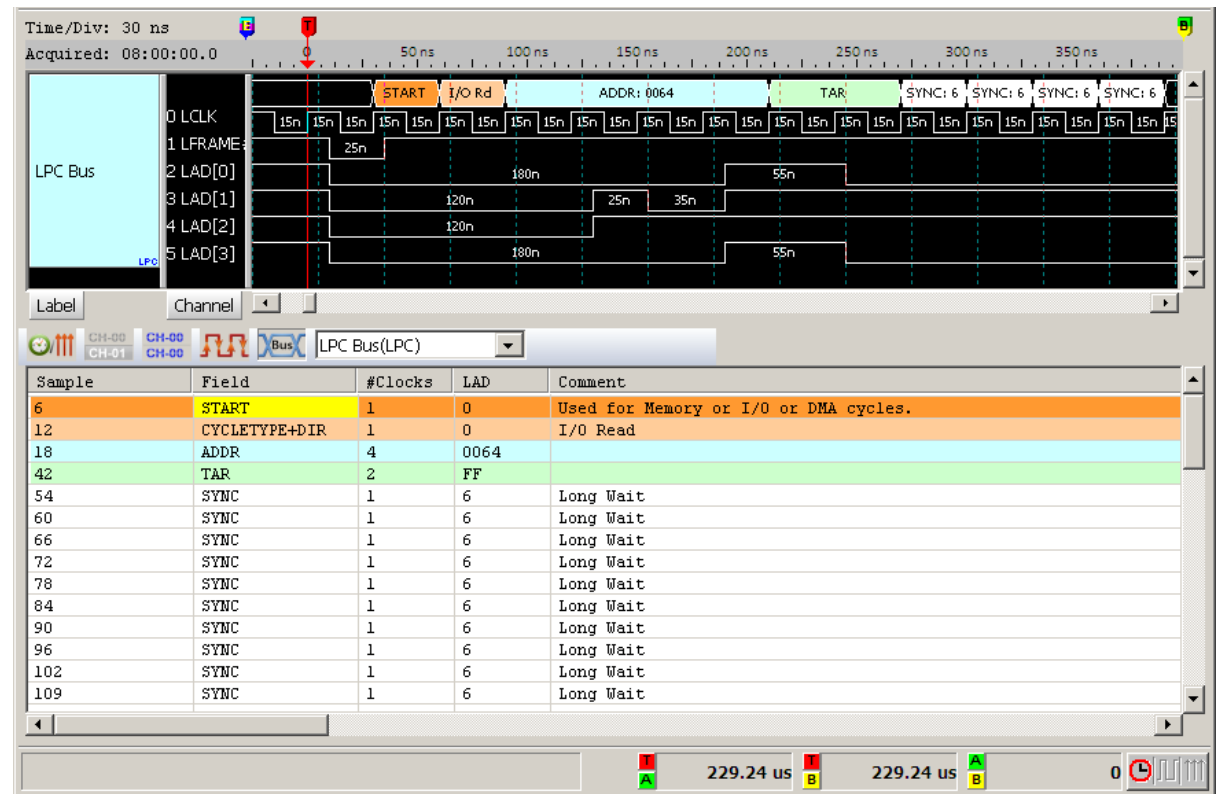 Time/Div: 30 ns
T
B
Acquired: 08:00:00.0 0 50 ns 100 ns 150 ns 200 ns 250 ns 300 ns 350 ns
START I/O Rd ADDR: 0064 TAR SYNC: 6 SYNC: 6 SYNC: 6 SYNC: 6
0 LCLK 15n 15n 15n 15n 15n 15n 15n 15n 15n 15n 15n 15n 15n 15n 15n 15n 15n 15n 15n 15n 15n 15n 15n 15n 15n 15n 15n 15
1 LFRAME# 25n
LPC Bus 2 LAD[0] 180n 55n
3 LAD[1] 120n 25n 35n
4 LAD[2] 120n
LPC 5 LAD[3] 180n 55n
Label Channel
CH-00 CH-01 CH-00 CH-00 Bus LPC Bus(LPC)
Sample Field #Clocks LAD Comment
6 START 1 0 Used for Memory or I/O or DMA cycles.
12 CYCLETYPE+DIR 1 0 I/O Read
18 ADDR 4 0064
42 TAR 2 FF
54 SYNC 1 6 Long Wait
60 SYNC 1 6 Long Wait
66 SYNC 1 6 Long Wait
72 SYNC 1 6 Long Wait
78 SYNC 1 6 Long Wait
84 SYNC 1 6 Long Wait
90 SYNC 1 6 Long Wait
96 SYNC 1 6 Long Wait
102 SYNC 1 6 Long Wait
109 SYNC 1 6 Long Wait
T A 229.24 us T B 229.24 us A B 0